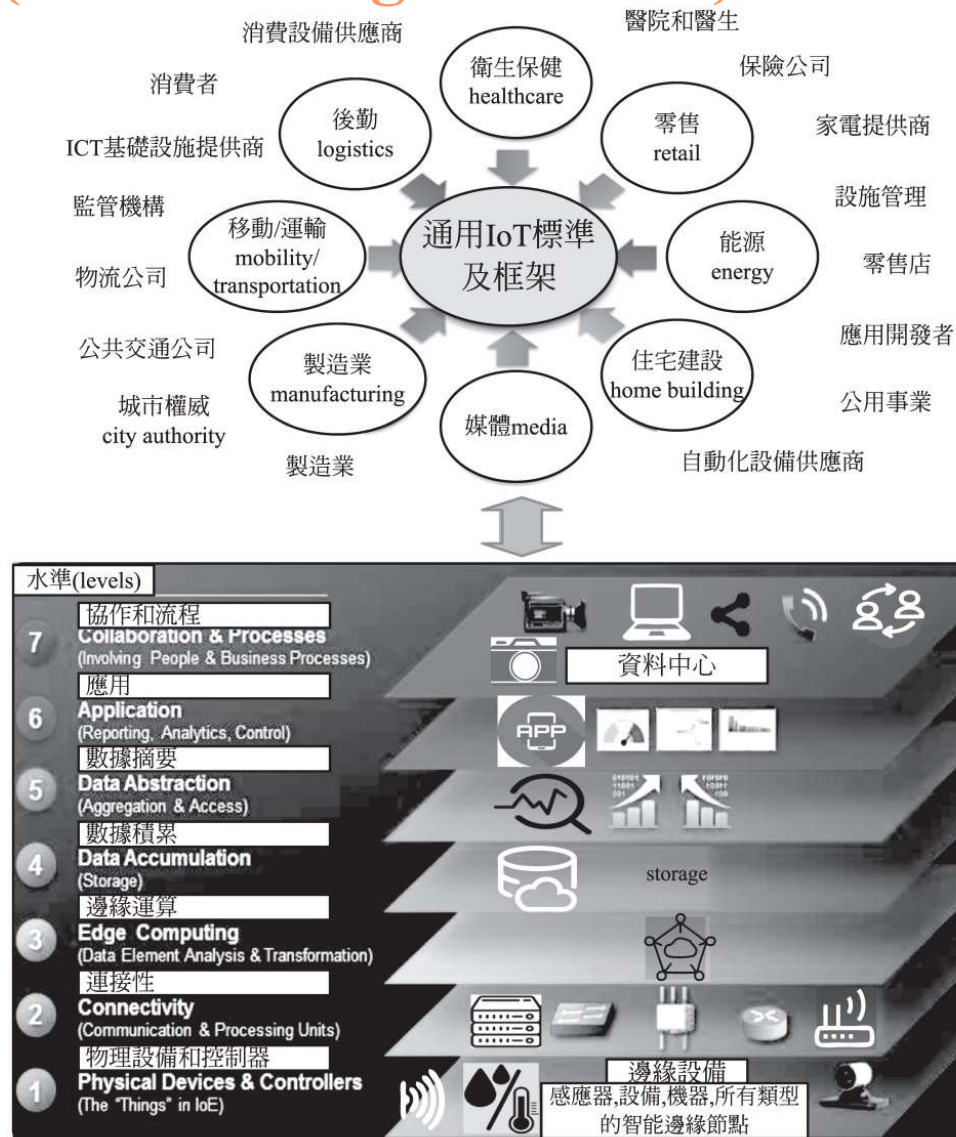 消費設備供應商
醫院和醫生
衛生保健
healthcare
保險公司
消費者
後勤
logistics
零售
retail
家電提供商
ICT基礎設施提供商
監管機構
移動/運輸
mobility/
transportation
通用IoT標準
及框架
能源
energy
設施管理
物流公司
零售店
公共交通公司
製造業
manufacturing
住宅建設
home building
應用開發者
城市權威
city authority
媒體media
公用事業
製造業
自動化設備供應商
水準(levels)
協作和流程
7
Collaboration & Processes
(Involving People & Business Processes)
資料中心
應用
6
Application
(Reporting, Analytics, Control)
APP
數據摘要
5
Data Abstraction
(Aggregation & Access)
數據積累
4
Data Accumulation
(Storage)
storage
邊緣運算
3
Edge Computing
(Data Element Analysis & Transformation)
連接性
2
Connectivity
(Communication & Processing Units)
物理設備和控制器
1
Physical Devices & Controllers
(The "Things" in IoE)
邊緣設備
感應器,設備,機器,所有類型
的智能邊緣節點